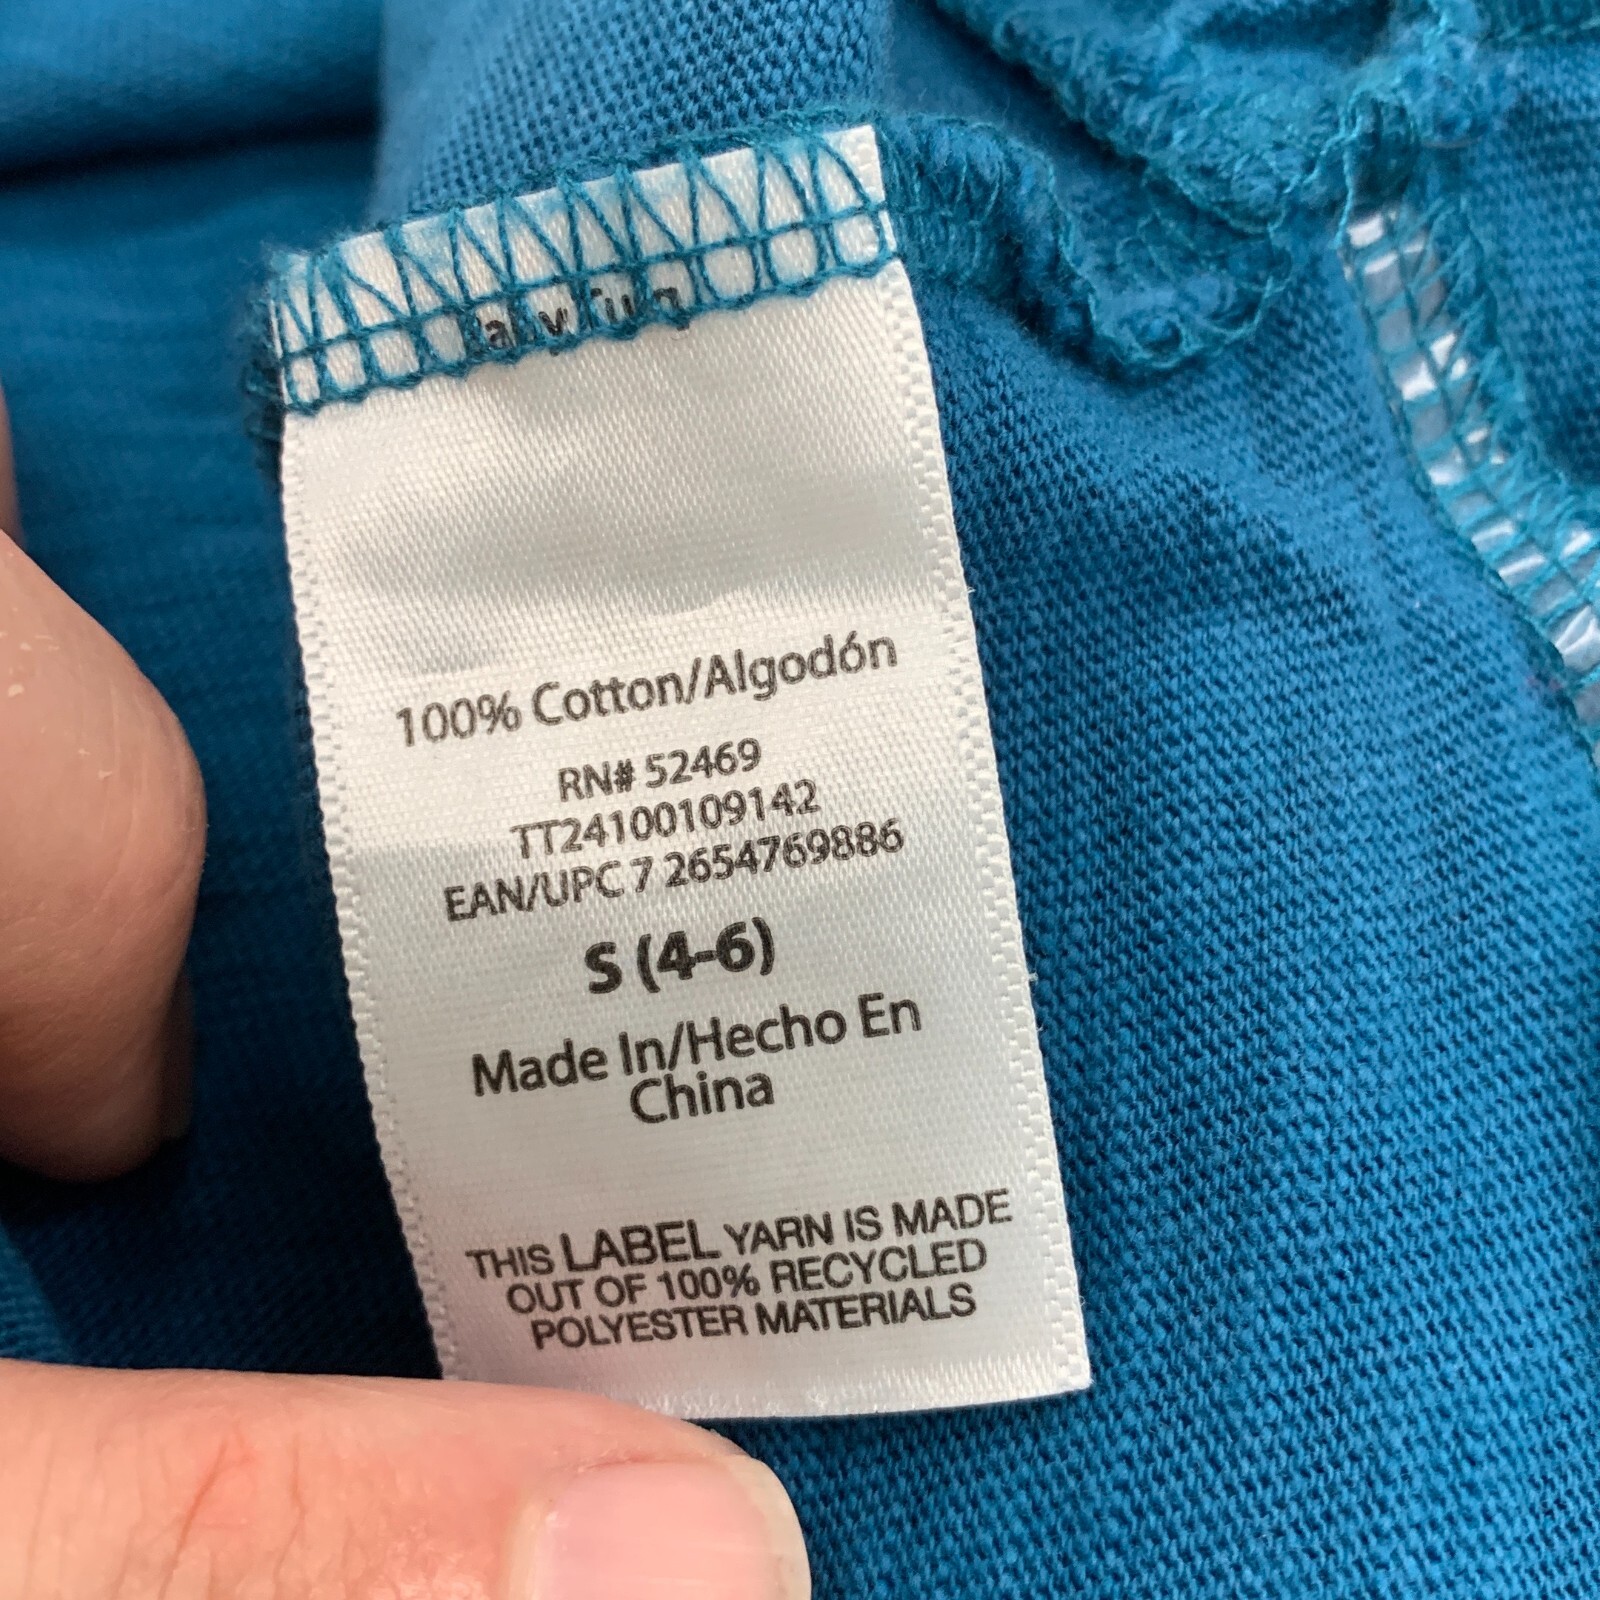 100% Cotton/Algodón
RN# 52469
TT24100109142
EAN/UPC 7 2654769886
S (4-6)
Made In/Hecho En
China
THIS LABEL YARN IS MADE
OUT OF 100% RECYCLED
POLYESTER MATERIALS